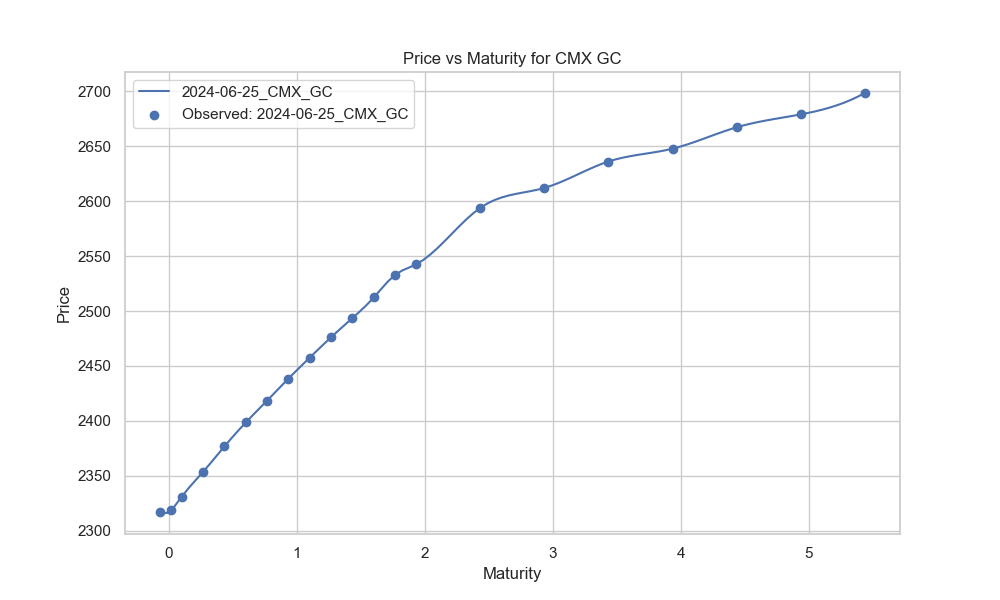 Price vs Maturity for CMX GC
2024-06-25_CMX_GC
Observed: 2024-06-25_CMX_GC
2700
2650
2600
2550
2500
2450
2400
2350
2300
Price
0 1 2 3 4 5
Maturity